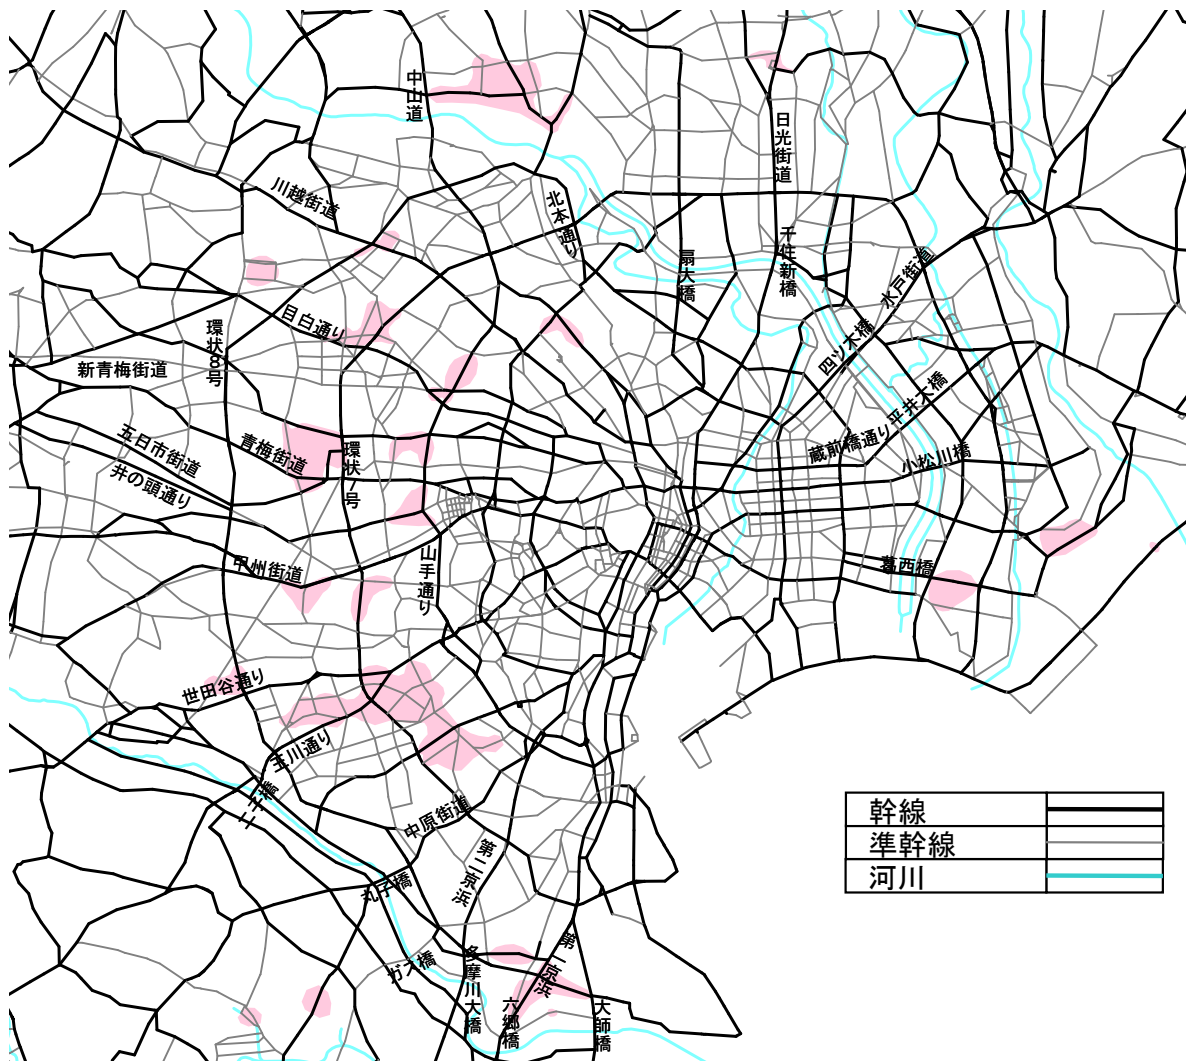 中山道
日光街道
川越街道
北本通り
千住新橋
扇大橋
水戸街道
目白通り
環状8号
四ツ木橋
新青梅街道
平井大橋
蔵前橋通り
五日市街道
青梅街道
環状7号
小松川橋
井の頭通り
甲州街道
山手通り
葛西橋
世田谷通り
玉川通り
二子橋
中原街道
第二京浜
丸子橋
ガス橋
多摩川大橋
第一京浜
六郷橋
大師橋
幹線
準幹線
河川